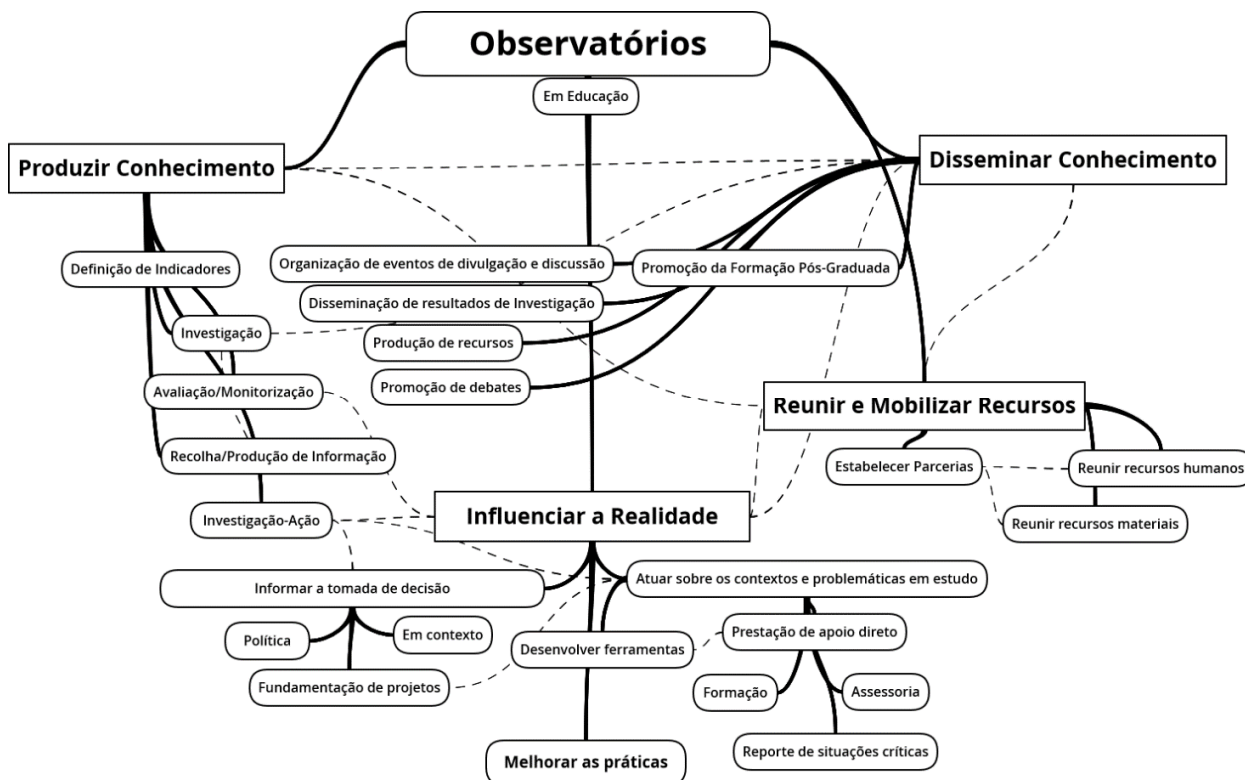 Observatórios
Em Educação
Produzir Conhecimento
Disseminar Conhecimento
Definição de Indicadores
Organização de eventos de divulgação e discussão
Promoção da Formação Pós-Graduada
Disseminação de resultados de Investigação
Investigação
Produção de recursos
Avaliação/Monitorização
Promoção de debates
Reunir e Mobilizar Recursos
Recolha/Produção de Informação
Estabelecer Parcerias
Reunir recursos humanos
Investigação-Ação
Influenciar a Realidade
Reunir recursos materiais
Informar a tomada de decisão
Atuar sobre os contextos e problemáticas em estudo
Política
Em contexto
Desenvolver ferramentas
Prestação de apoio direto
Fundamentação de projetos
Formação
Assessoria
Melhorar as práticas
Reporte de situações críticas